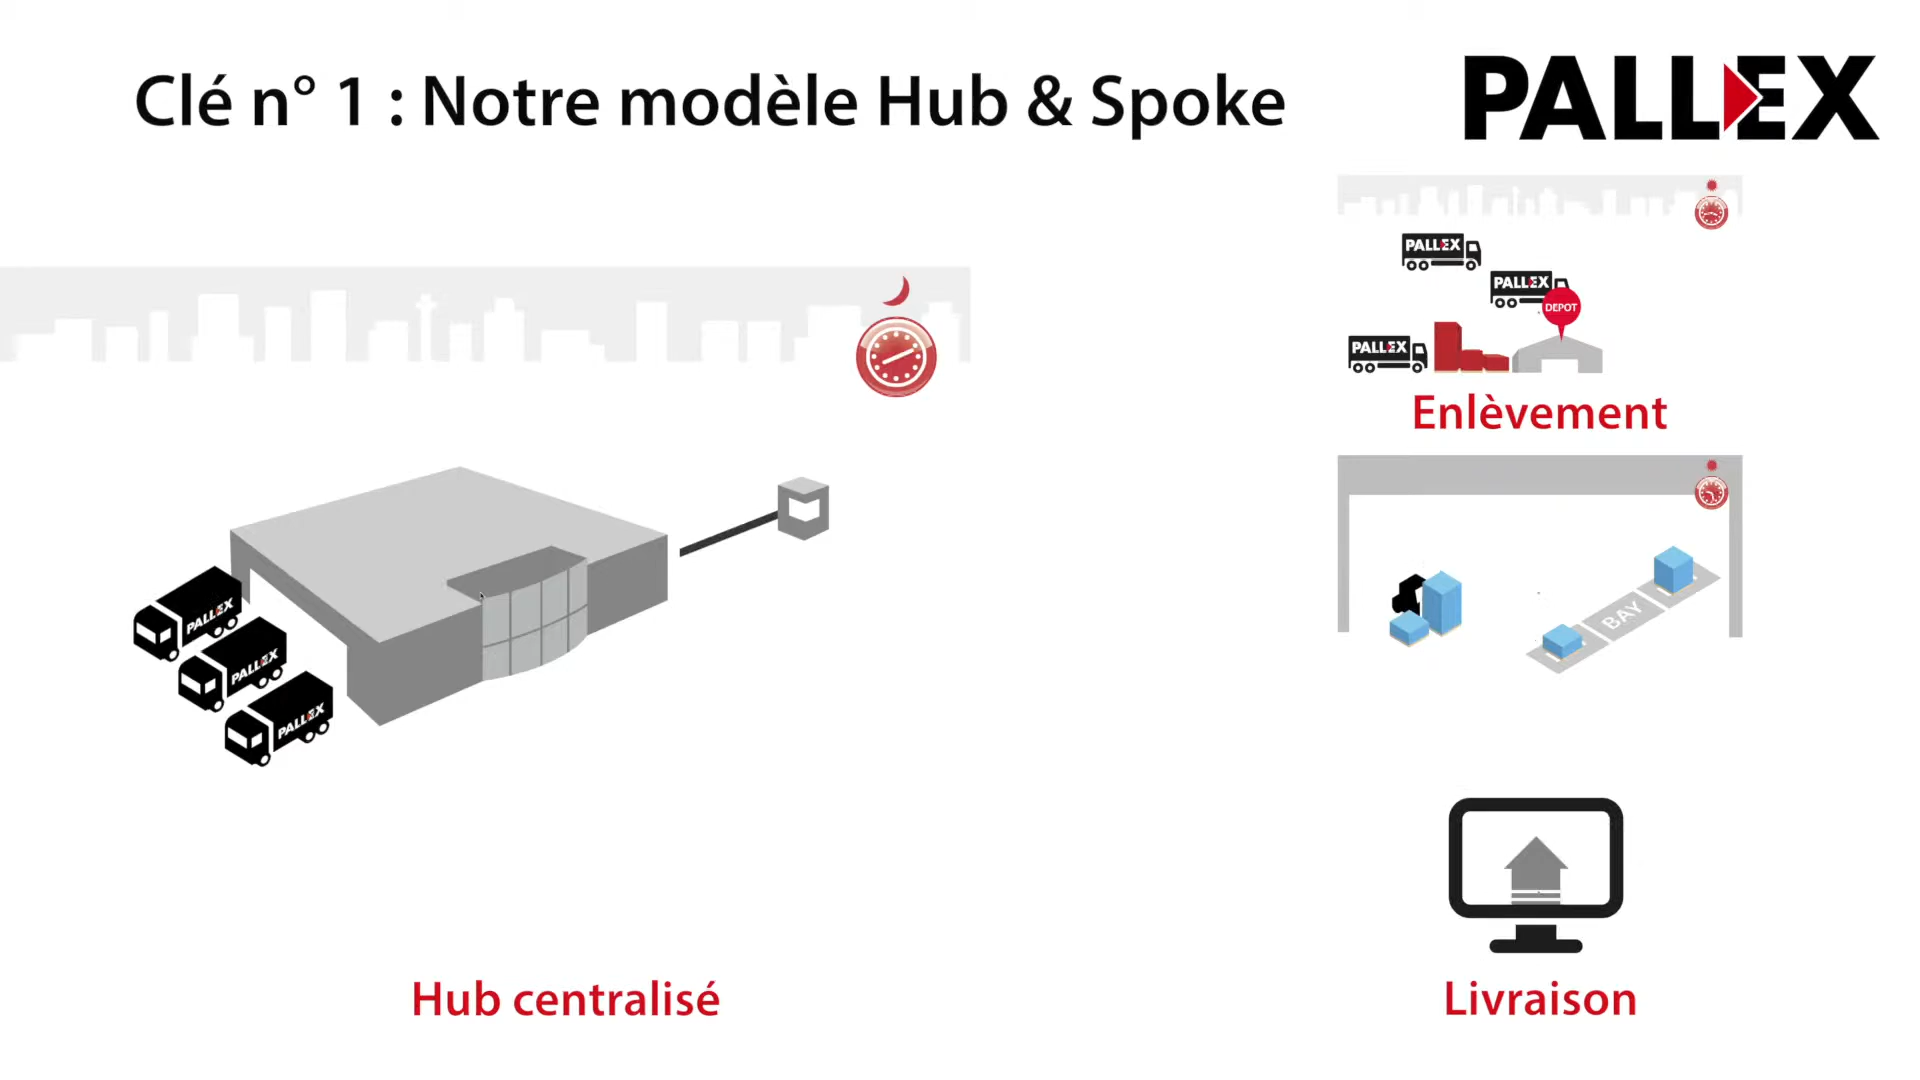 Clé n° 1 : Notre modèle Hub & Spoke
PALLEX
PALLEX
PALLEX
DEPOT
PALLEX
Enlèvement
PALLEX
PALLEX
PALLEX
BAY
Hub centralisé
Livraison